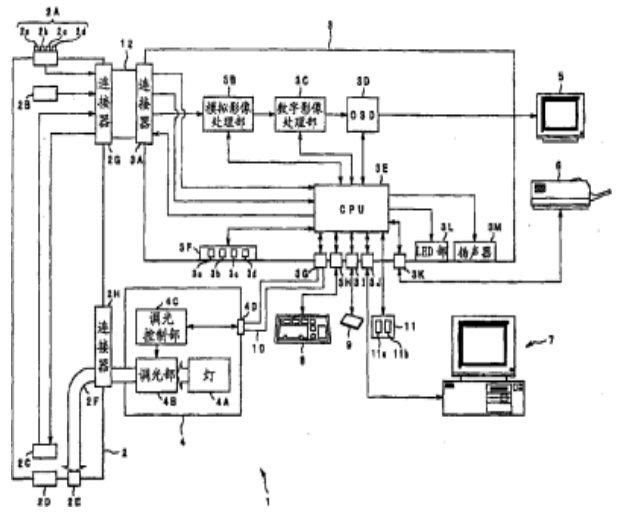 2A
2a 2b 2c 2d
12
3
2B
连接器
连接器
2G
3A
3B
模拟影像处理部
3C
数字影像处理部
3D
OSD
5
6
3E
CPU
3F
3a 3b 3c 3d
3L
LED部
3M
扬声器
3G
3H
3I
3J
3K
2H
连接器
4C
调光控制部
4D
10
调光部
4B
灯
4A
4
8
9
11
11a 11b
7
2F
2C
2
2D
2E
1